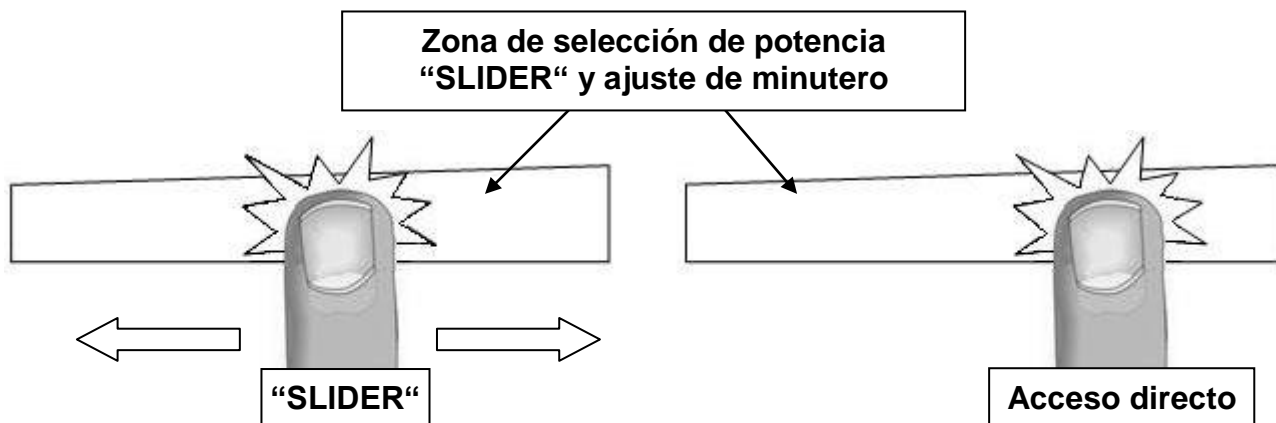 Zona de selección de potencia
“SLIDER“ y ajuste de minutero
“SLIDER“
Acceso directo